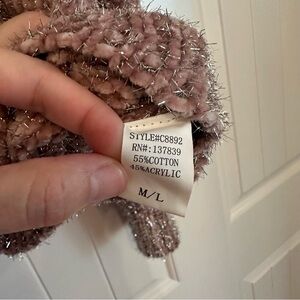 STYLE#C8892
RN#:137839
55%COTTON
45%ACRYLIC
M/L